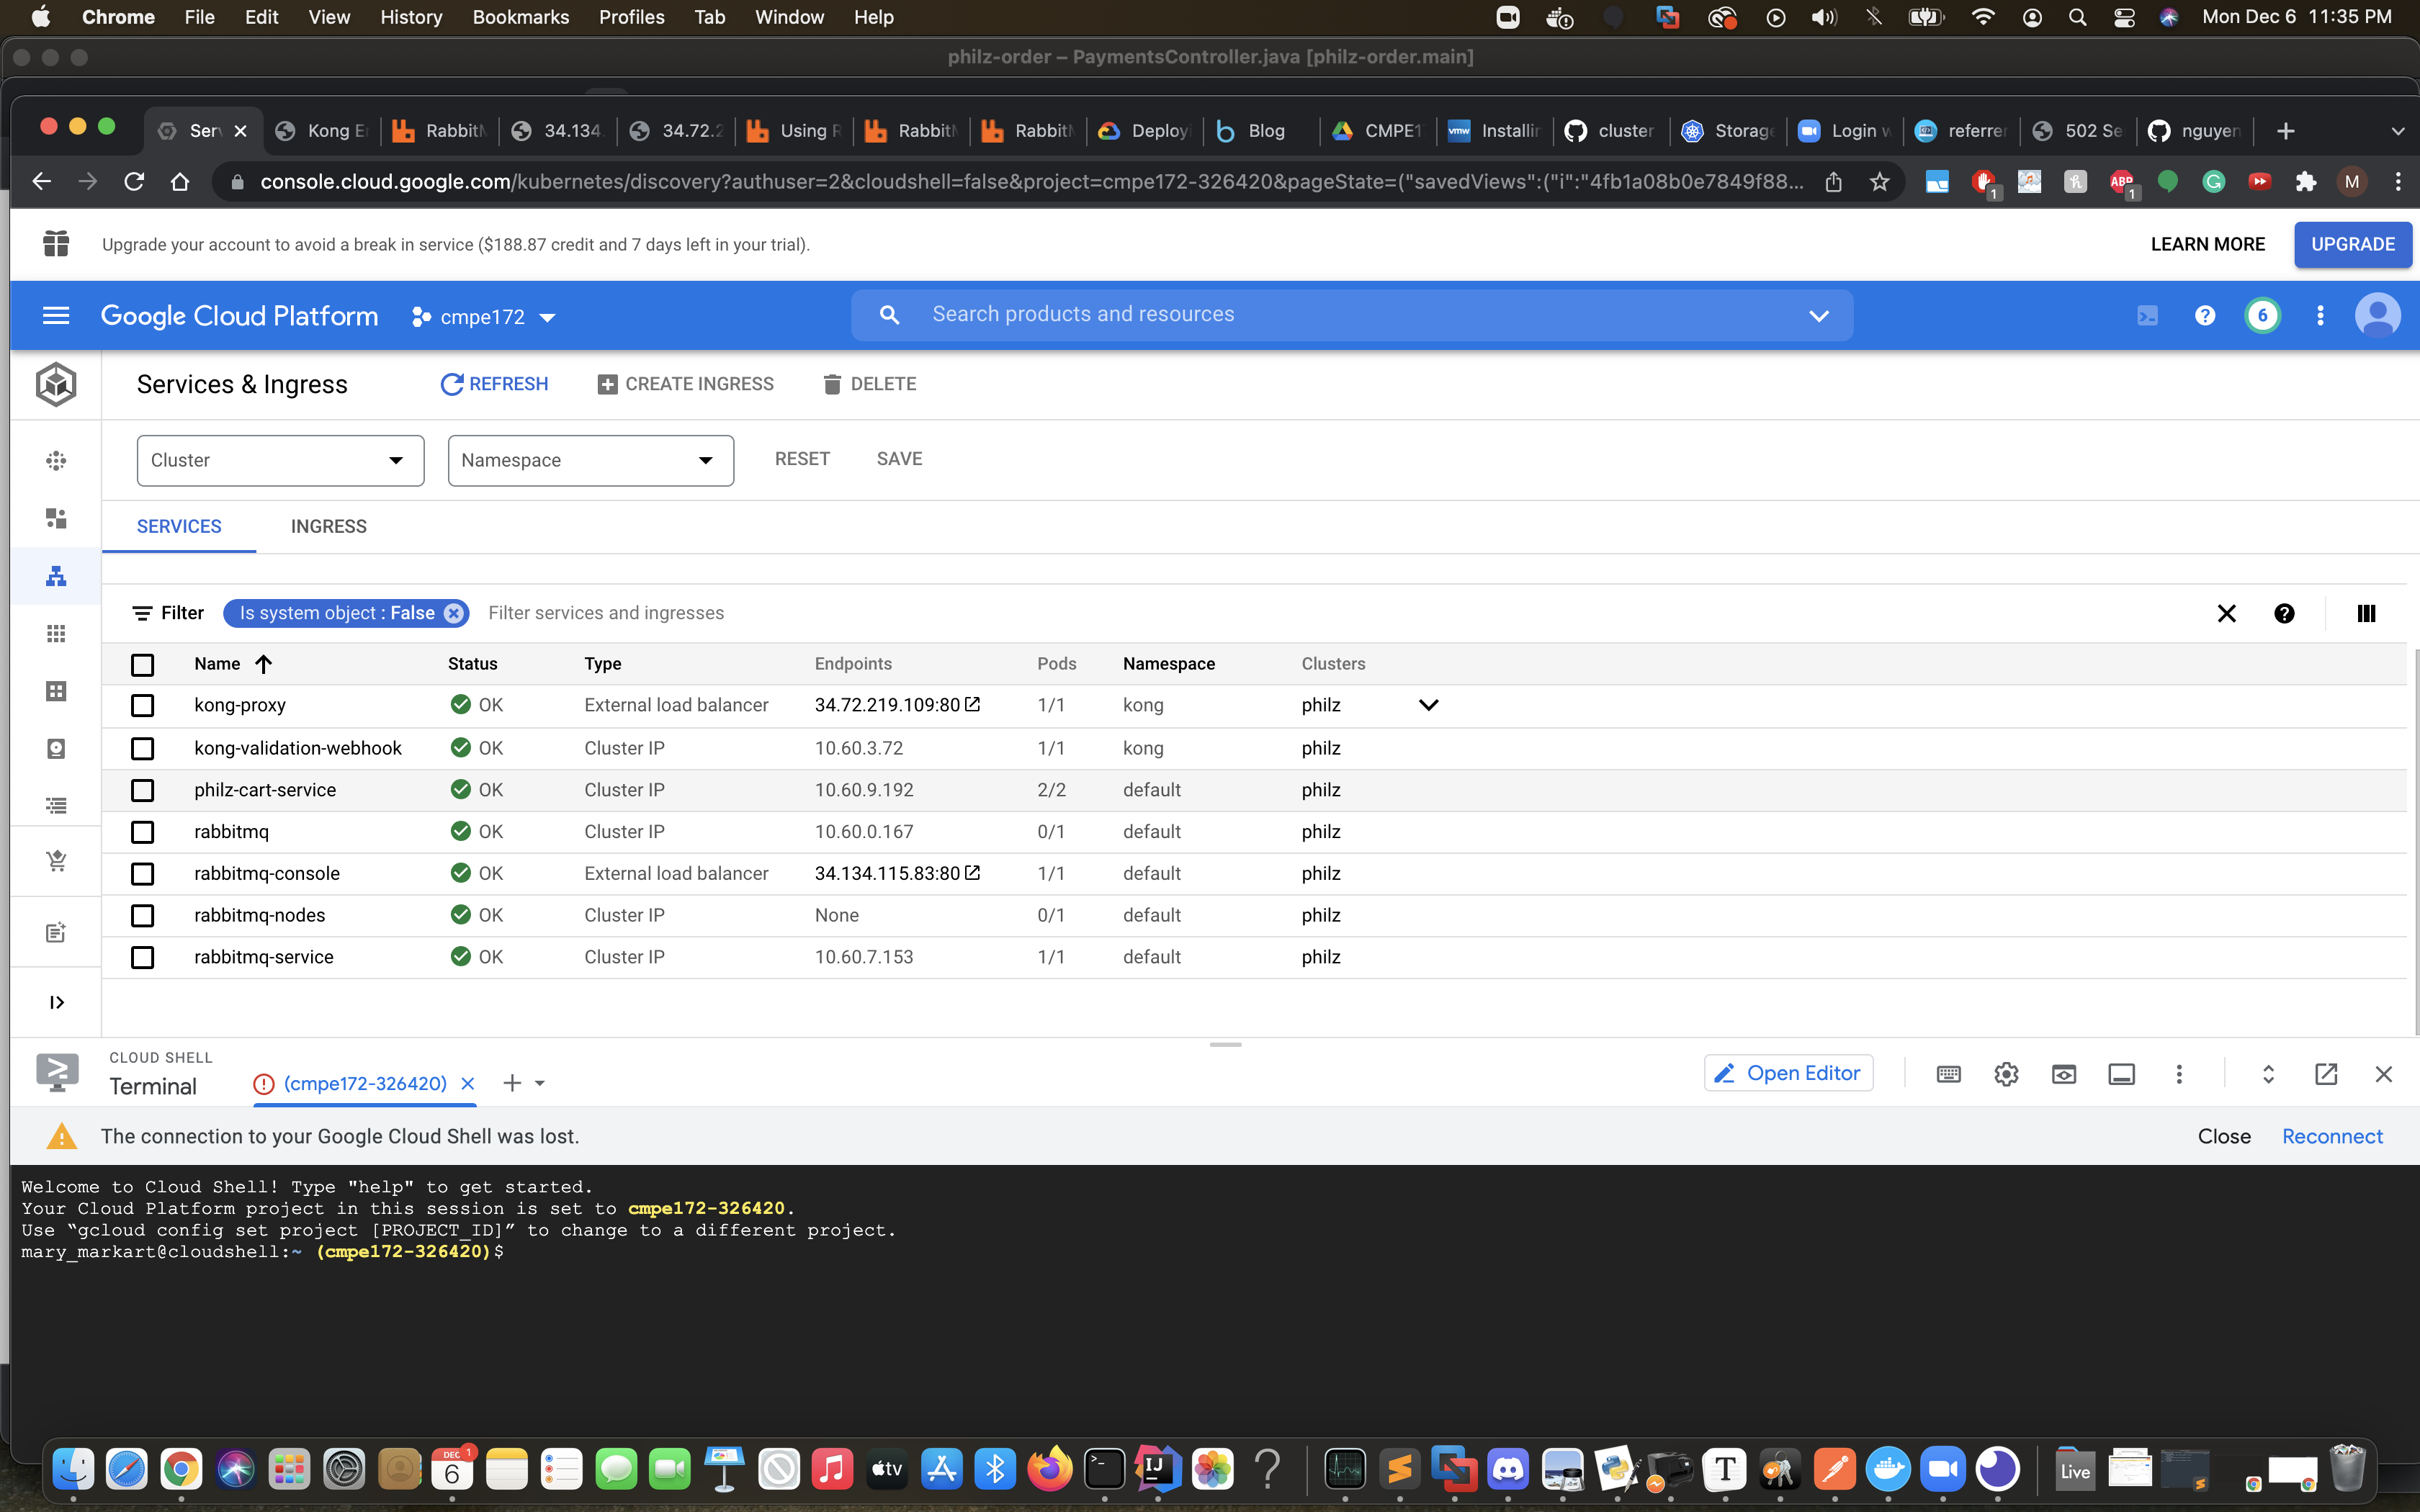 Chrome File Edit View History Bookmarks Profiles Tab Window Help Mon Dec 6 11:35 PM
philz-order – PaymentsController.java [philz-order.main]
Ser Kong E RabbitM 34.134. 34.72.2 Using R RabbitM RabbitM Deployi Blog CMPE1 vmw Installin cluster Storage Login w referrer 502 Se nguyen
console.cloud.google.com/kubernetes/discovery?authuser=2&cloudshell=false&project=cmpe172-326420&pageState=("savedViews":("i":"4fb1a08b0e7849f88... 1 ABP 1 M
Upgrade your account to avoid a break in service ($188.87 credit and 7 days left in your trial). LEARN MORE UPGRADE
Google Cloud Platform cmpe172 Search products and resources 6
Services & Ingress REFRESH CREATE INGRESS DELETE
Cluster Namespace RESET SAVE
SERVICES INGRESS
Filter Is system object : False Filter services and ingresses
Name Status Type Endpoints Pods Namespace Clusters
kong-proxy OK External load balancer 34.72.219.109:80 1/1 kong philz
kong-validation-webhook OK Cluster IP 10.60.3.72 1/1 kong philz
philz-cart-service OK Cluster IP 10.60.9.192 2/2 default philz
rabbitmq OK Cluster IP 10.60.0.167 0/1 default philz
rabbitmq-console OK External load balancer 34.134.115.83:80 1/1 default philz
rabbitmq-nodes OK Cluster IP None 0/1 default philz
rabbitmq-service OK Cluster IP 10.60.7.153 1/1 default philz
CLOUD SHELL
Terminal (cmpe172-326420) Open Editor
The connection to your Google Cloud Shell was lost. Close Reconnect
Welcome to Cloud Shell! Type "help" to get started.
Your Cloud Platform project in this session is set to cmpe172-326420.
Use “gcloud config set project [PROJECT_ID]” to change to a different project.
mary_markart@cloudshell:~ (cmpe172-326420)$
DEC 6 1 tv IJ T Live